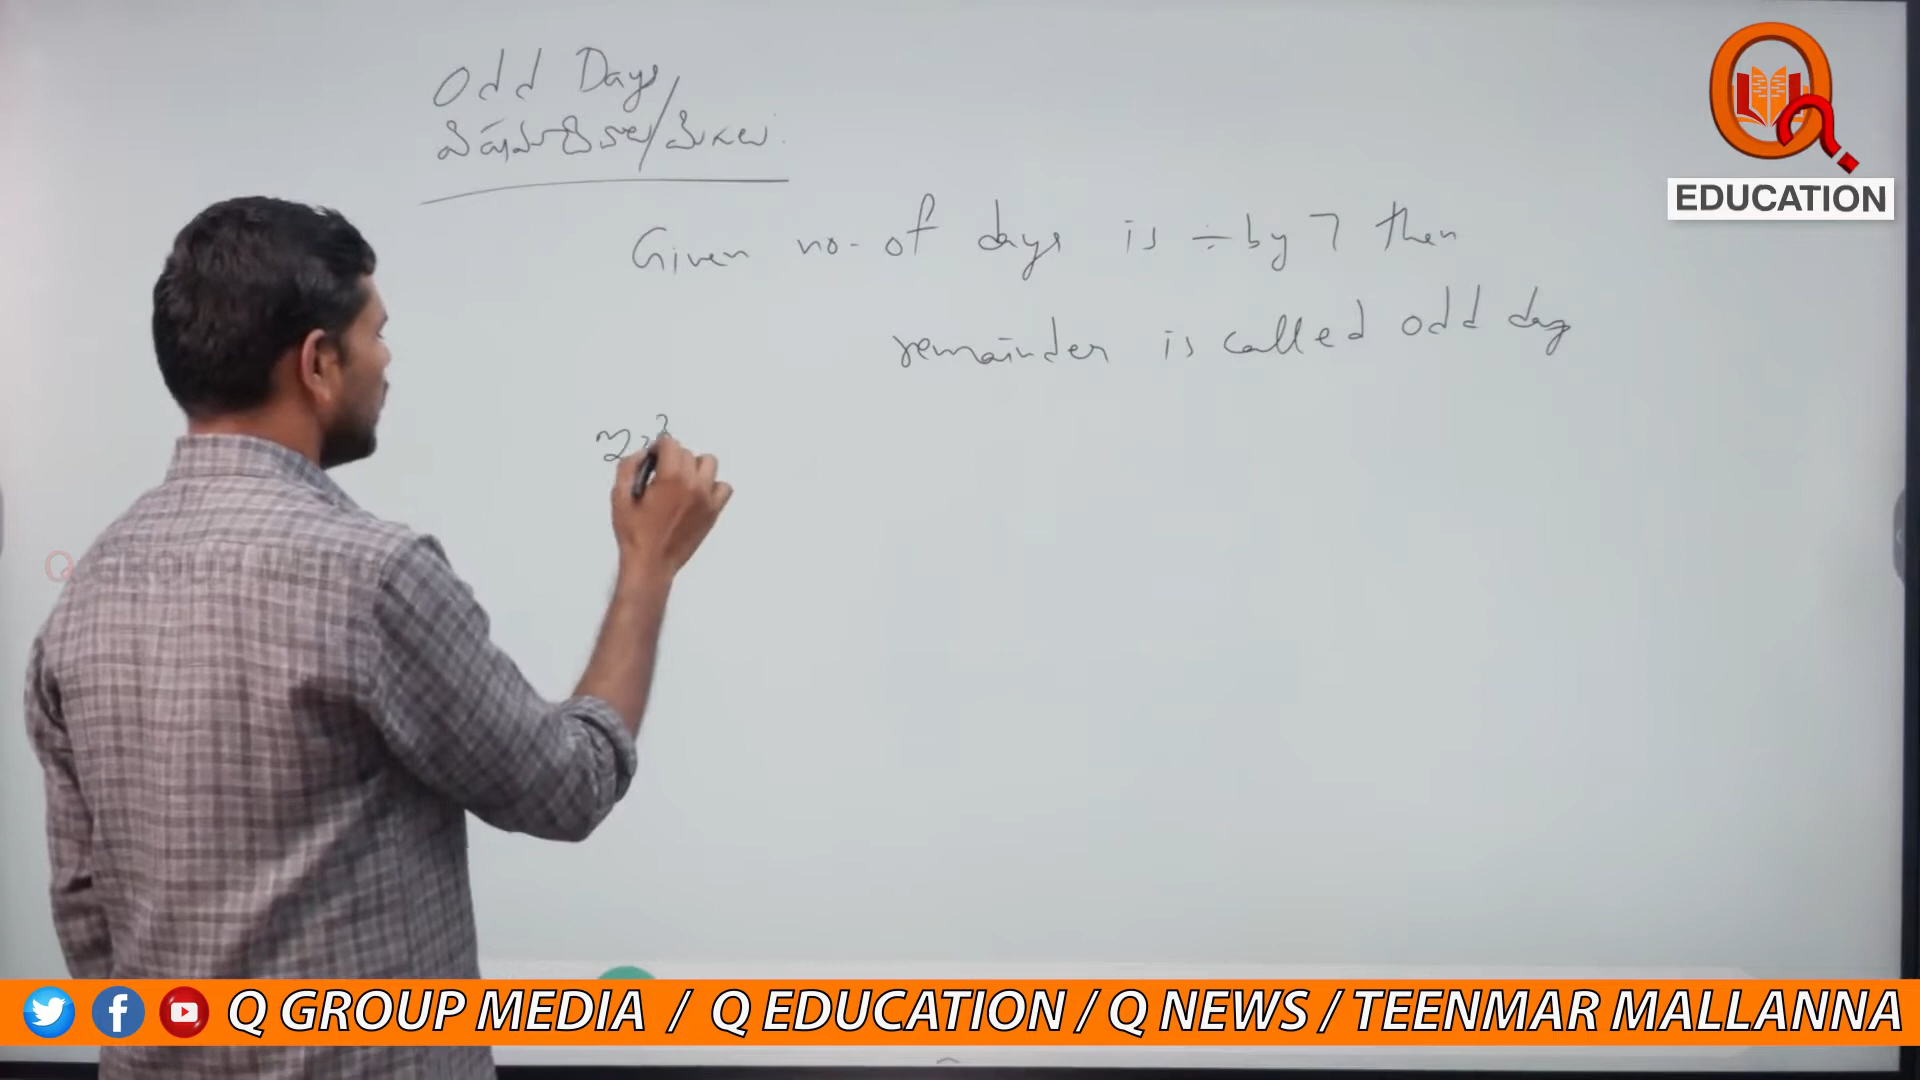 Odd Days
విషమదినాలు/మిగులు
Given no. of days is ÷ by 7 then
remainder is called odd day
EDUCATION
Q GROUP MEDIA / Q EDUCATION / Q NEWS / TEENMAR MALLANNA